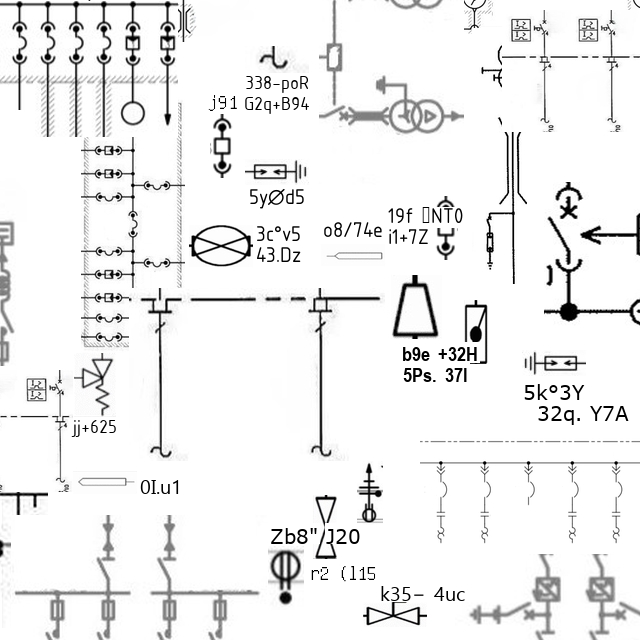 338-poR
j91 G2q+B94
5yØd5
3c°v5
43.Dz
o8/74e
19f ▯NT0
i1+7Z
b9e +32H
5Ps. 37I
5k°3Y
32q. Y7A
jj+625
0I.u1
Zb8" J20
r2 (l15
k35- 4uc